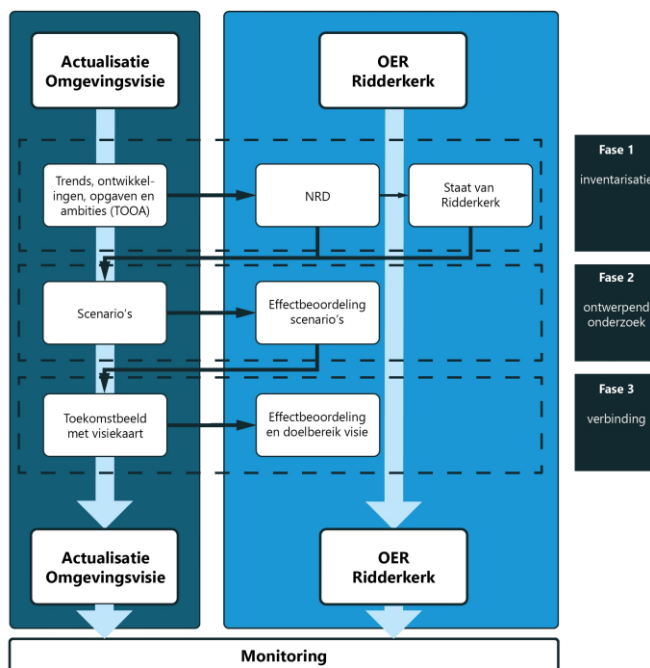 Actualisatie
Omgevingsvisie
OER
Ridderkerk
Fase 1
inventarisatie
Trends, ontwikkel-
ingen, opgaven en
ambities (TOOA)
NRD
Staat van
Ridderkerk
Fase 2
ontwerpend
onderzoek
Scenario's
Effectbeoordeling
scenario's
Fase 3
verbinding
Toekomstbeeld
met visiekaart
Effectbeoordeling
en doelbereik visie
Actualisatie
Omgevingsvisie
OER
Ridderkerk
Monitoring